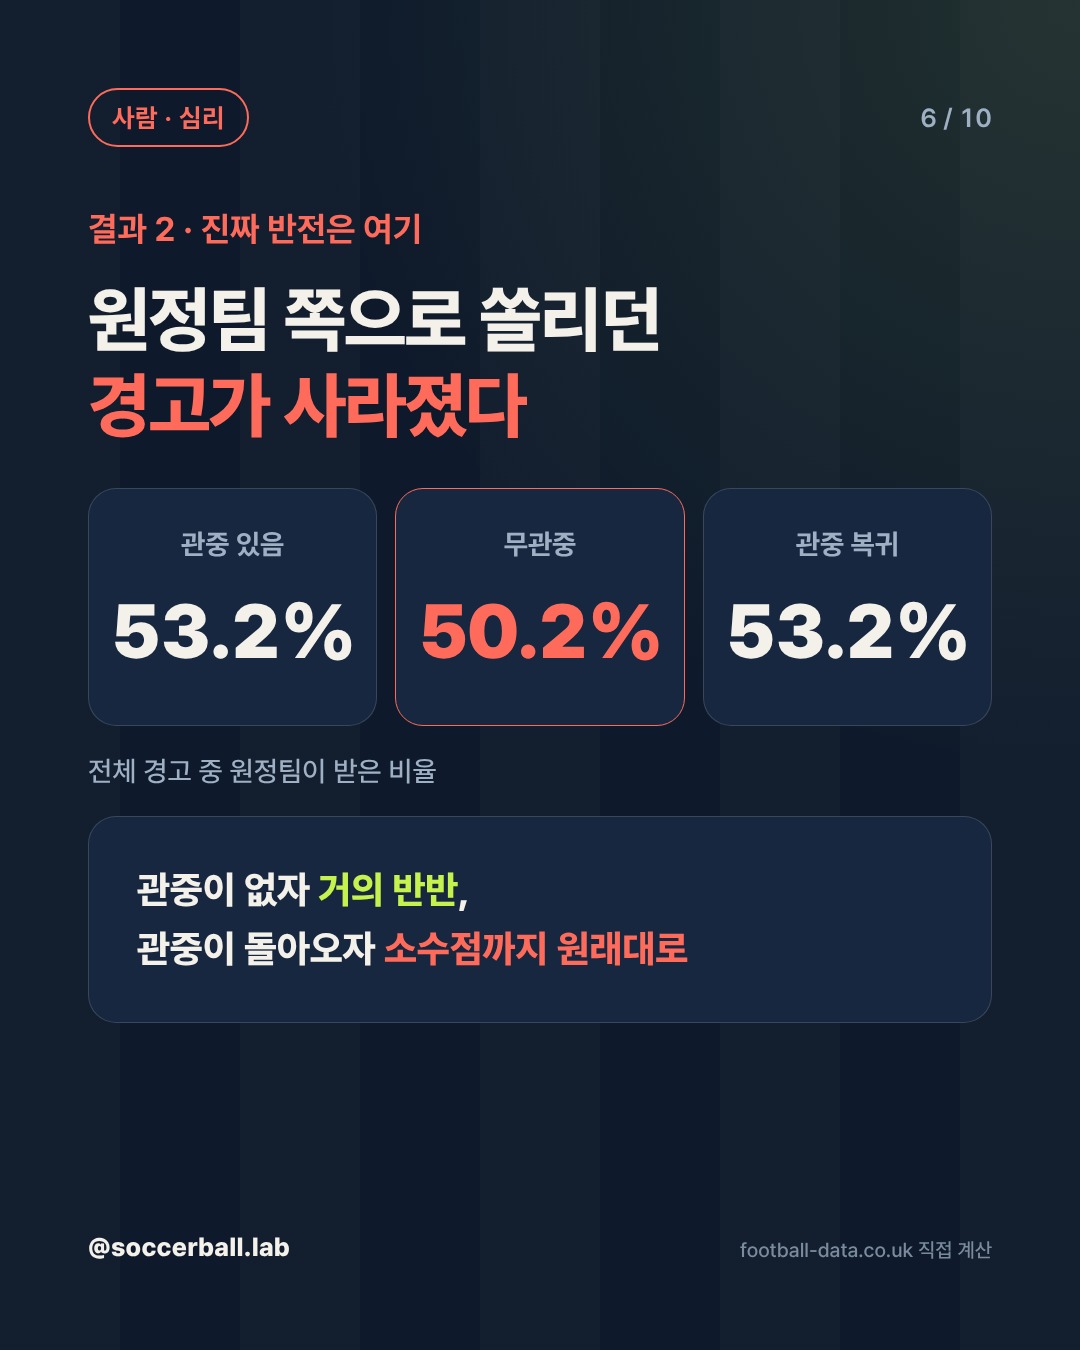 사람 · 심리
6 / 10
결과 2 · 진짜 반전은 여기
원정팀 쪽으로 쏠리던
경고가 사라졌다
관중 있음
53.2%
무관중
50.2%
관중 복귀
53.2%
전체 경고 중 원정팀이 받은 비율
관중이 없자 거의 반반,
관중이 돌아오자 소수점까지 원래대로
@soccerball.lab
football-data.co.uk 직접 계산